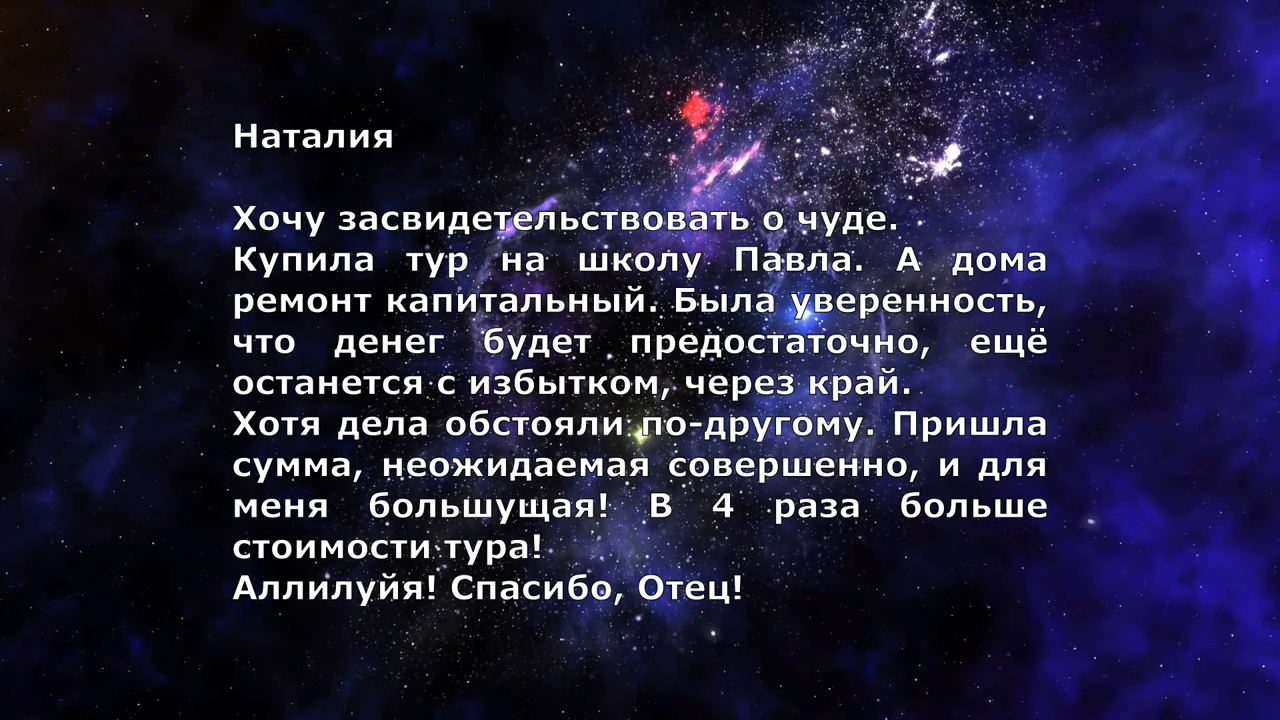 Наталия
Хочу засвидетельствовать о чуде.
Купила тур на школу Павла. А дома
ремонт капитальный. Была уверенность,
что денег будет предостаточно, ещё
останется с избытком, через край.
Хотя дела обстояли по-другому. Пришла
сумма, неожидаемая совершенно, и для
меня большущая! В 4 раза больше
стоимости тура!
Аллилуйя! Спасибо, Отец!